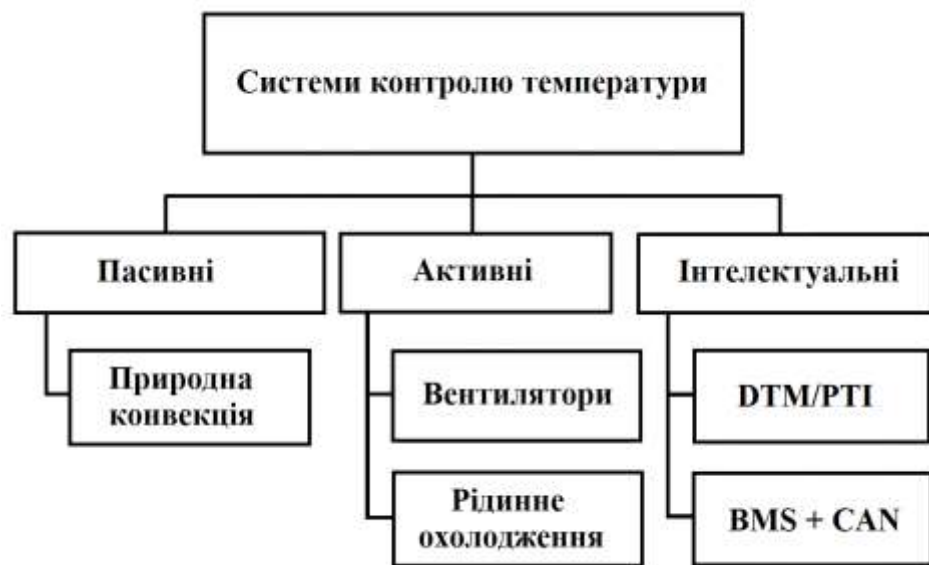 Системи контролю температури
Пасивні
Активні
Інтелектуальні
Природна
конвекція
Вентилятори
DTM/PTI
Рідинне
охолодження
BMS + CAN